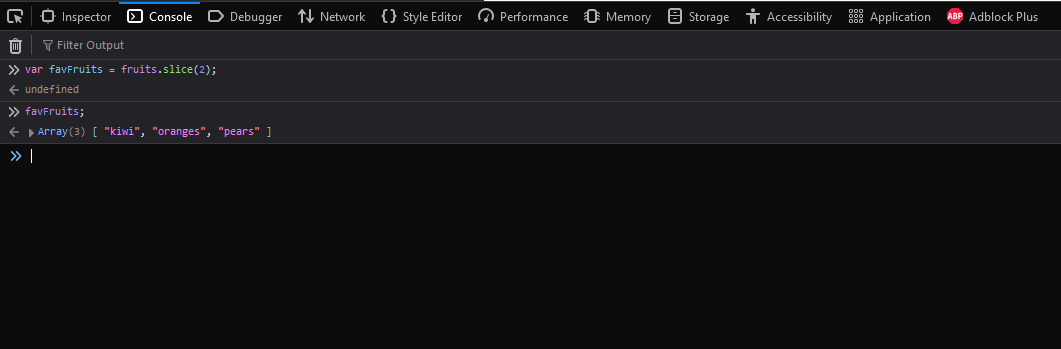 Inspector Console Debugger Network Style Editor Performance Memory Storage Accessibility Application ABP Adblock Plus
Filter Output
var favFruits = fruits.slice(2);
undefined
favFruits;
Array(3) [ "kiwi", "oranges", "pears" ]